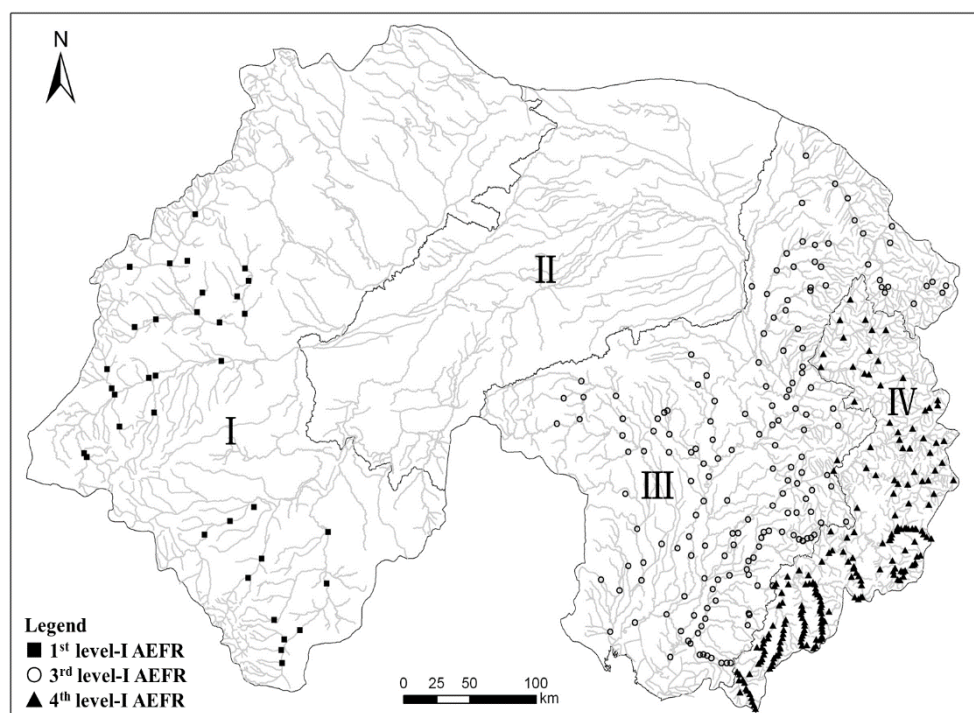 N
II
I
IV
III
Legend
1st level-I AEFR
3rd level-I AEFR
4th level-I AEFR
0 25 50 100
km